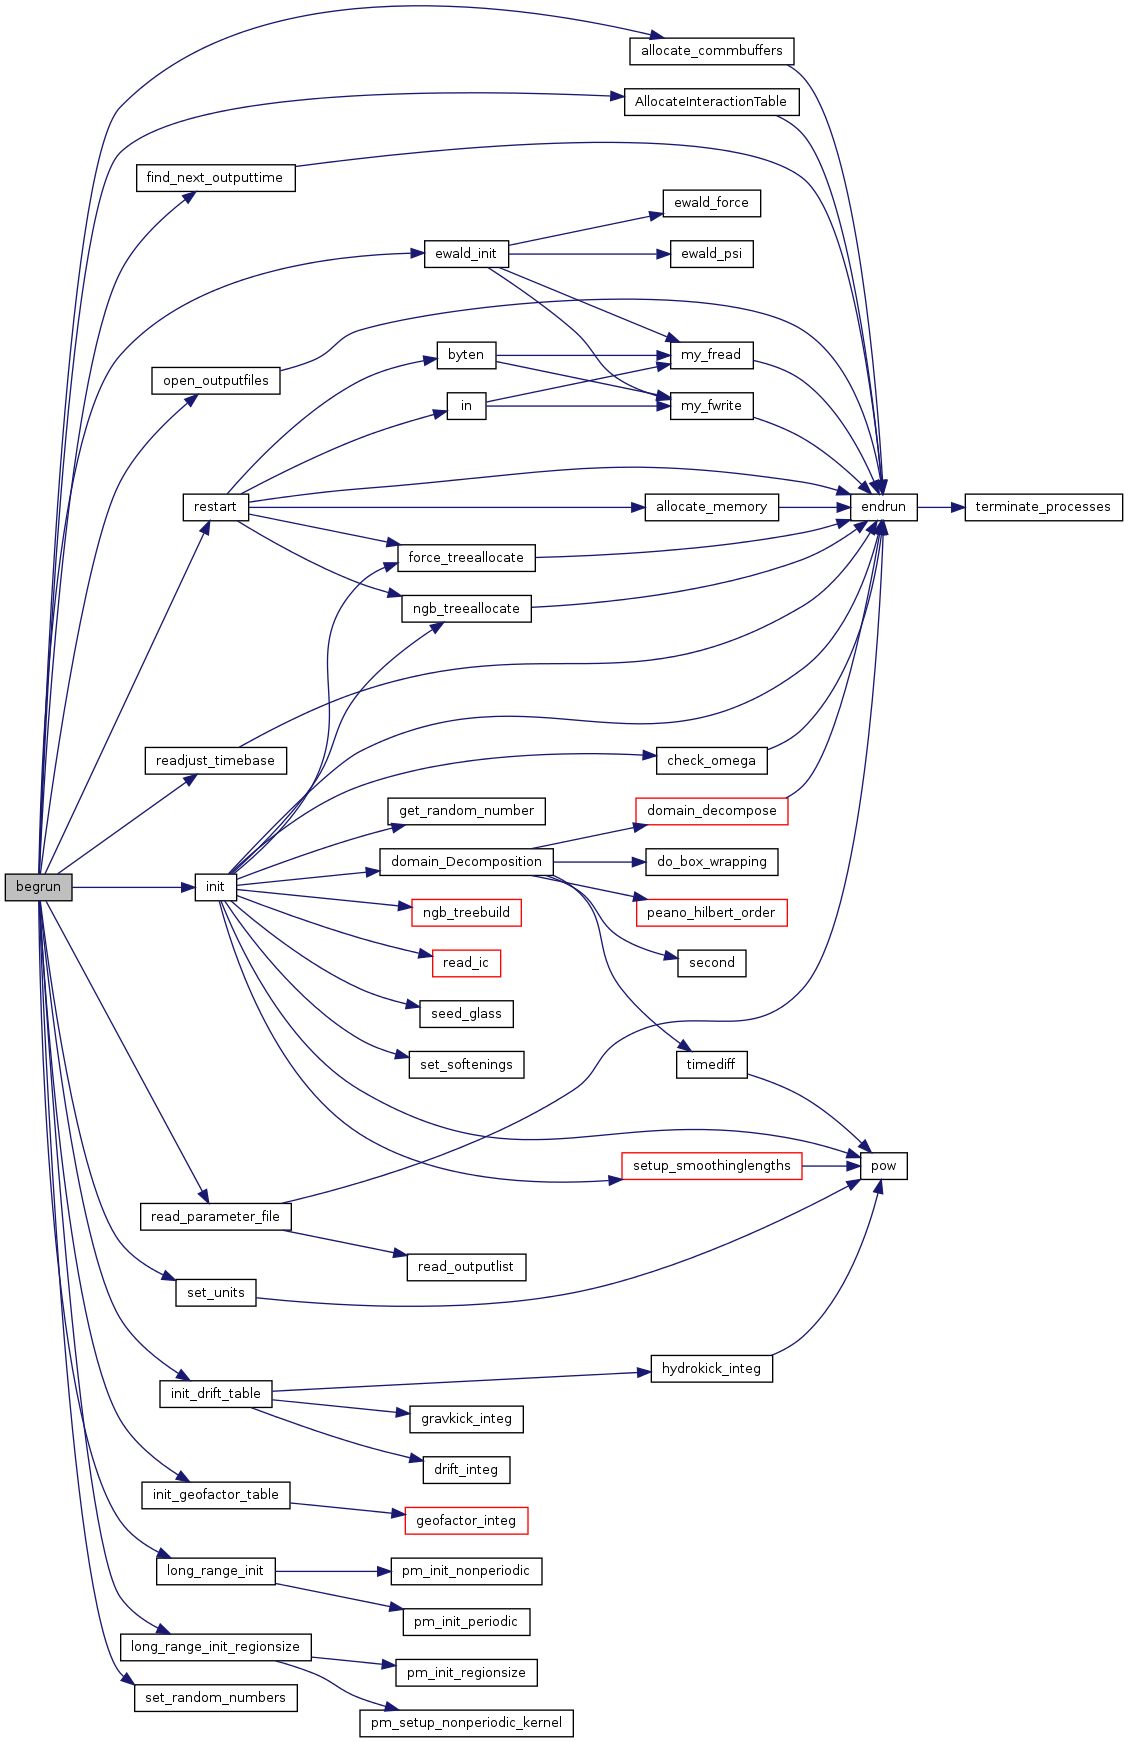 allocate_commbuffers
AllocateInteractionTable
find_next_outputtime
ewald_force
ewald_init
ewald_psi
byten
my_fread
open_outputfiles
in
my_fwrite
restart
allocate_memory
endrun
terminate_processes
force_treeallocate
ngb_treeallocate
readjust_timebase
check_omega
get_random_number
domain_decompose
domain_Decomposition
do_box_wrapping
begrun
init
ngb_treebuild
peano_hilbert_order
read_ic
second
seed_glass
set_softenings
timediff
setup_smoothinglengths
pow
read_parameter_file
read_outputlist
set_units
hydrokick_integ
init_drift_table
gravkick_integ
drift_integ
init_geofactor_table
geofactor_integ
long_range_init
pm_init_nonperiodic
pm_init_periodic
long_range_init_regionsize
pm_init_regionsize
set_random_numbers
pm_setup_nonperiodic_kernel